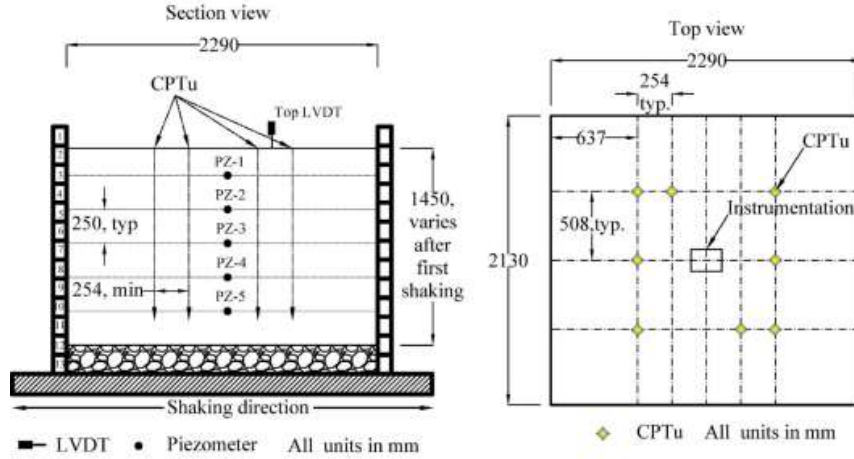 Section view
2290
CPTu
Top LVDT
1
2
3
4
5
6
7
8
9
10
11
12
13
PZ-1
PZ-2
PZ-3
PZ-4
PZ-5
250, typ
254, min
1450,
varies
after
first
shaking
Shaking direction
LVDT
Piezometer
All units in mm
Top view
2290
254
typ.
637
CPTu
Instrumentation
508,typ.
2130
CPTu
All units in mm